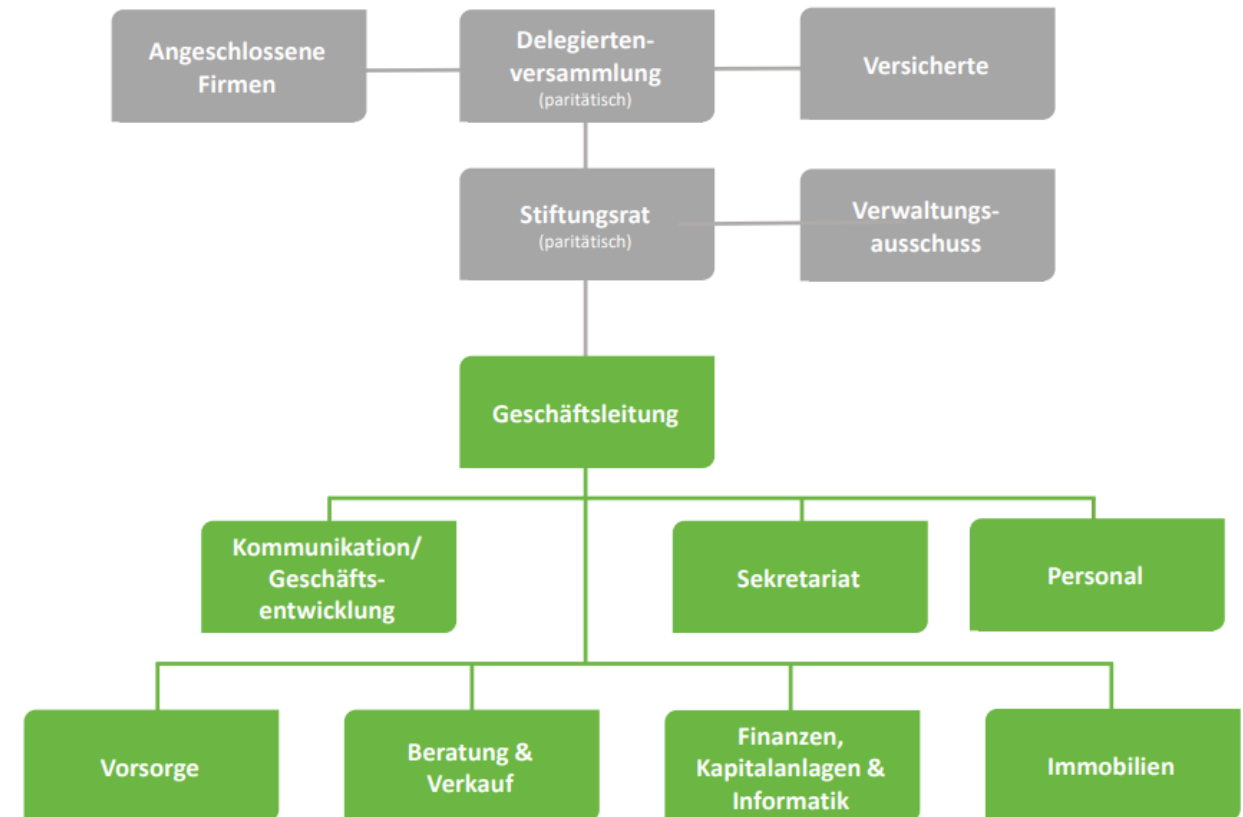 Angeschlossene
Firmen
Delegierten-
versammlung
(paritätisch)
Versicherte
Stiftungsrat
(paritätisch)
Verwaltungs-
ausschuss
Geschäftsleitung
Kommunikation/
Geschäfts-
entwicklung
Sekretariat
Personal
Vorsorge
Beratung &
Verkauf
Finanzen,
Kapitalanlagen &
Informatik
Immobilien